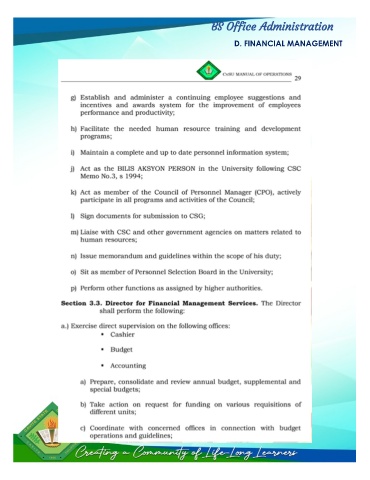 BS Office Administration
D. FINANCIAL MANAGEMENT
CvSU MANUAL OF OPERATIONS
29
g) Establish and administer a continuing employee suggestions and
incentives and awards system for the improvement of employees
performance and productivity;
h) Facilitate the needed human resource training and development
programs;
i) Maintain a complete and up to date personnel information system;
j) Act as the BILIS AKSYON PERSON in the University following CSC
Memo No.3, s 1994;
k) Act as member of the Council of Personnel Manager (CPO), actively
participate in all programs and activities of the Council;
l) Sign documents for submission to CSG;
m) Liaise with CSC and other government agencies on matters related to
human resources;
n) Issue memorandum and guidelines within the scope of his duty;
o) Sit as member of Personnel Selection Board in the University;
p) Perform other functions as assigned by higher authorities.
Section 3.3. Director for Financial Management Services. The Director
shall perform the following:
a.) Exercise direct supervision on the following offices:
• Cashier
• Budget
• Accounting
a) Prepare, consolidate and review annual budget, supplemental and
special budgets;
b) Take action on request for funding on various requisitions of
different units;
c) Coordinate with concerned offices in connection with budget
operations and guidelines;
Creating a Community of Life-Long Learners